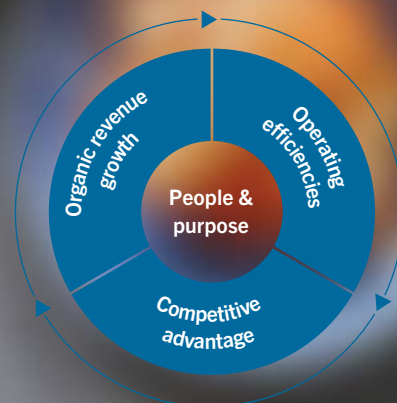 Organic revenue
growth
Operating
efficiencies
People &
purpose
Competitive
advantage